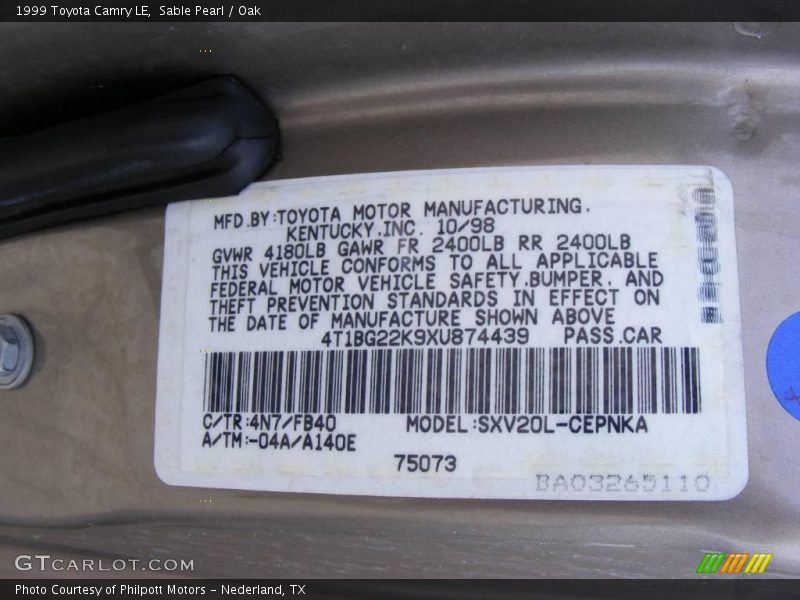 1999 Toyota Camry LE, Sable Pearl / Oak
MFD.BY:TOYOTA MOTOR MANUFACTURING.
KENTUCKY,INC. 10/98
GVWR 4180LB GAWR FR 2400LB RR 2400LB
THIS VEHICLE CONFORMS TO ALL APPLICABLE
FEDERAL MOTOR VEHICLE SAFETY,BUMPER, AND
THEFT PREVENTION STANDARDS IN EFFECT ON
THE DATE OF MANUFACTURE SHOWN ABOVE
4T1BG22K9XU874439 PASS.CAR
C/TR:4N7/FB40 MODEL:SXV20L-CEPNKA
A/TM:-04A/A140E
75073
BA03265110
GTCARLOT.COM
Photo Courtesy of Philpott Motors - Nederland, TX